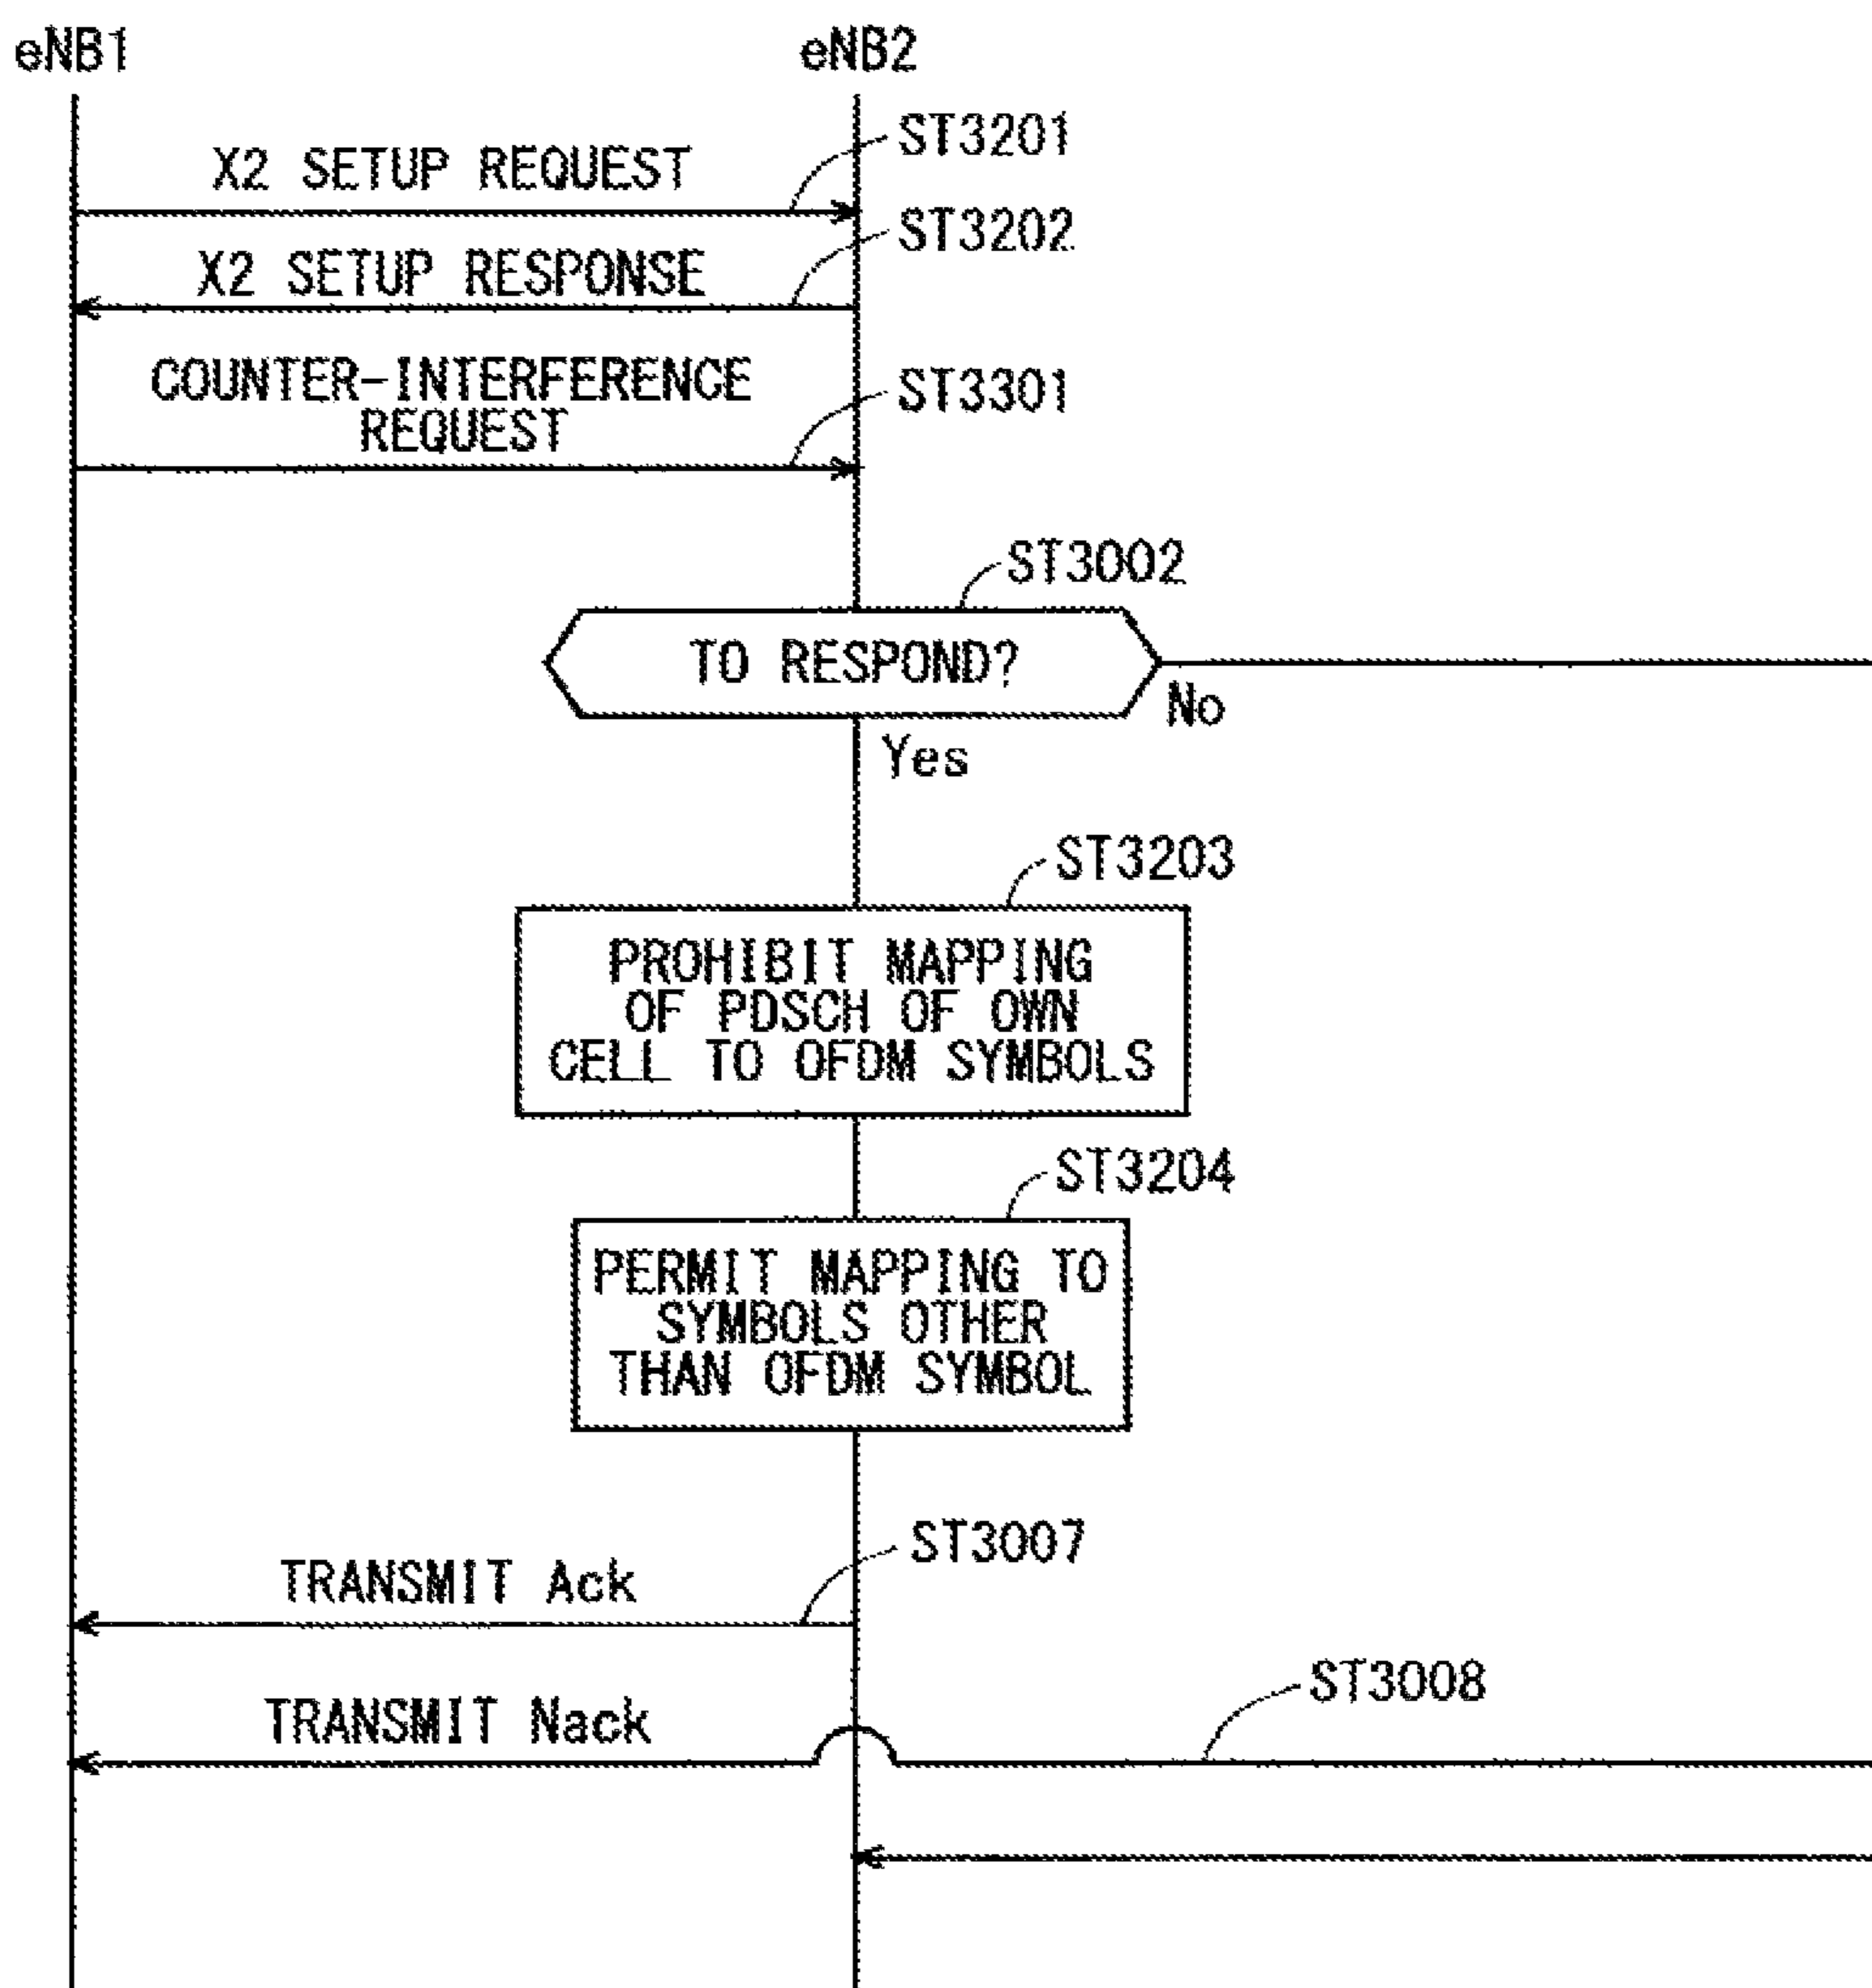 eNB1
eNB2
X2 SETUP REQUEST
ST3201
X2 SETUP RESPONSE
ST3202
COUNTER-INTERFERENCE
REQUEST
ST3301
ST3002
TO RESPOND?
No
Yes
ST3203
PROHIBIT MAPPING
OF PDSCH OF OWN
CELL TO OFDM SYMBOLS
ST3204
PERMIT MAPPING TO
SYMBOLS OTHER
THAN OFDM SYMBOL
ST3007
TRANSMIT Ack
ST3008
TRANSMIT Nack